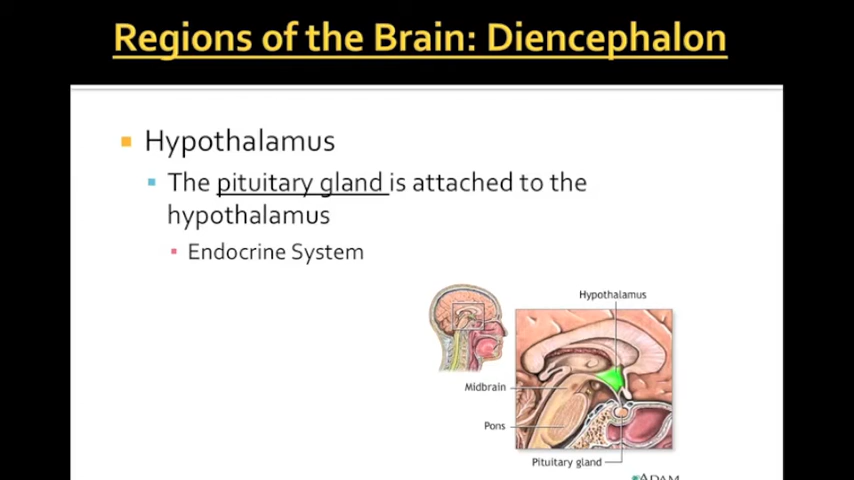 Regions of the Brain: Diencephalon
Hypothalamus
The pituitary gland is attached to the
hypothalamus
Endocrine System
Hypothalamus
Midbrain
Pons
Pituitary gland
ADAM